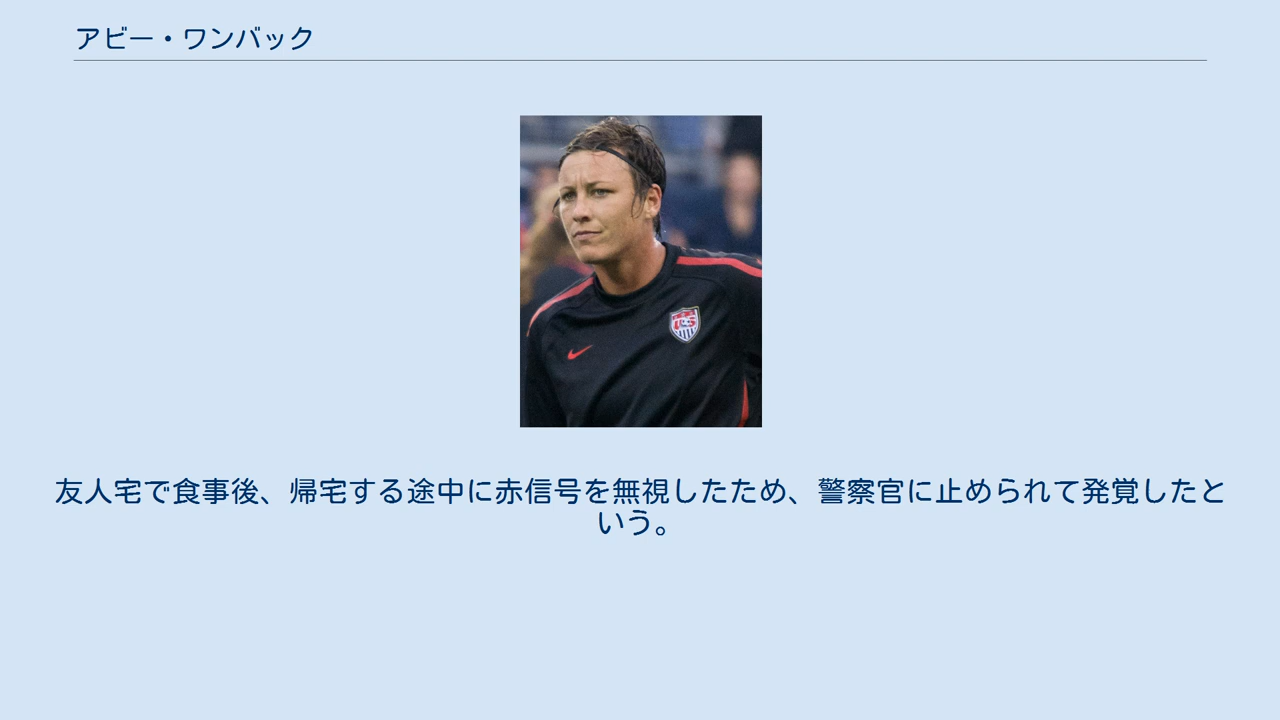 アビー・ワンバック
友人宅で食事後、帰宅する途中に赤信号を無視したため、警察官に止められて発覚したと
いう。